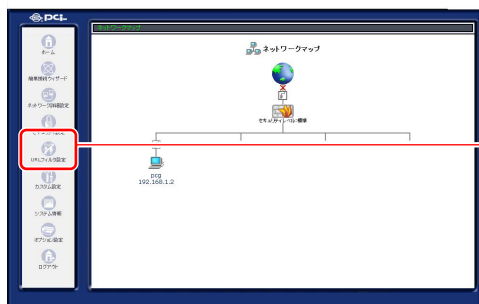 PCI
ネットワークマップ
ホーム
簡単接続ウィザード
ネットワーク詳細設定
URLフィルタ設定
カスタム設定
システム情報
オプション設定
ログアウト
ネットワークマップ
セキュリティレベル:標準
pcg
192.168.1.2